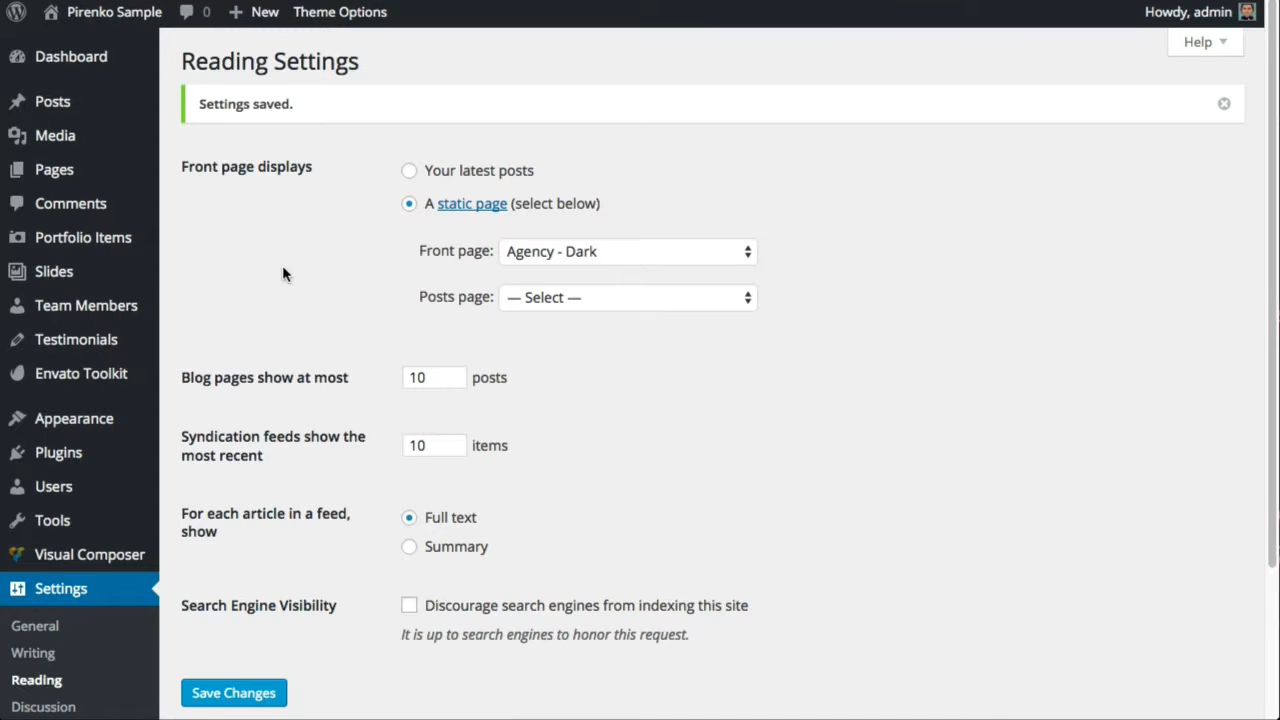 Pirenko Sample 0 New Theme Options Howdy, admin
Help
Dashboard
Posts
Media
Pages
Comments
Portfolio Items
Slides
Team Members
Testimonials
Envato Toolkit
Appearance
Plugins
Users
Tools
Visual Composer
Settings
General
Writing
Reading
Discussion
Reading Settings
Settings saved.
Front page displays
Your latest posts
A static page (select below)
Front page: Agency - Dark
Posts page: — Select —
Blog pages show at most 10 posts
Syndication feeds show the
most recent
10 items
For each article in a feed,
show
Full text
Summary
Search Engine Visibility
Discourage search engines from indexing this site
It is up to search engines to honor this request.
Save Changes